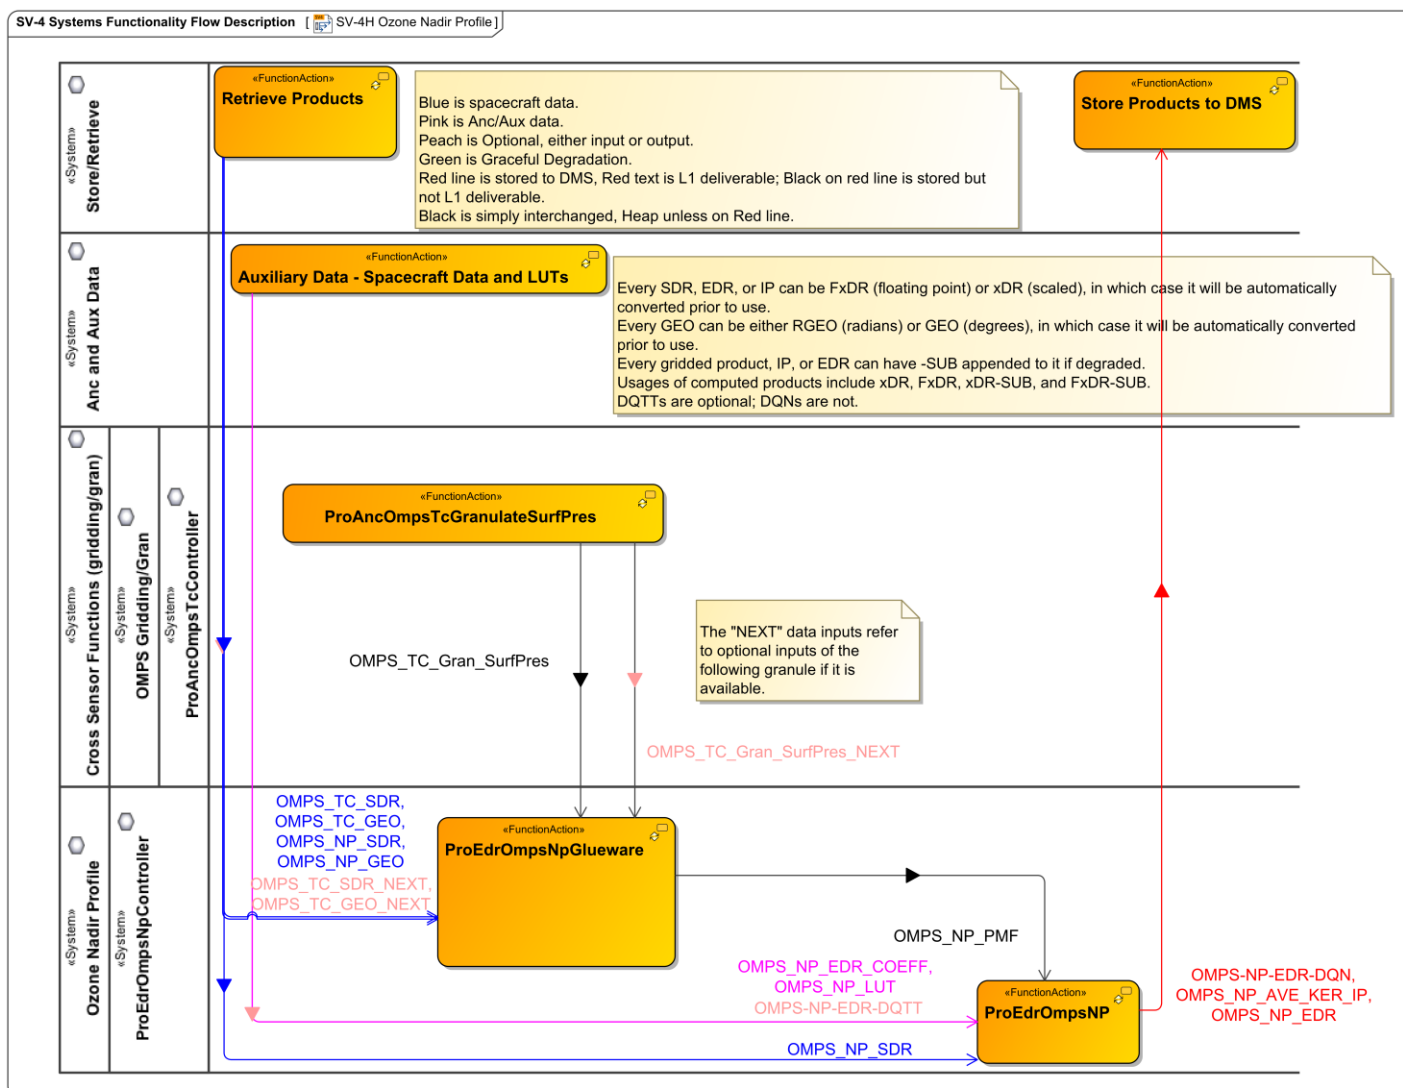 SV-4 Systems Functionality Flow Description [ SV-4H Ozone Nadir Profile ]
«System»
Store/Retrieve
«FunctionAction»
Retrieve Products
Blue is spacecraft data.
Pink is Anc/Aux data.
Peach is Optional, either input or output.
Green is Graceful Degradation.
Red line is stored to DMS, Red text is L1 deliverable; Black on red line is stored but
not L1 deliverable.
Black is simply interchanged, Heap unless on Red line.
«FunctionAction»
Store Products to DMS
«System»
Anc and Aux Data
«FunctionAction»
Auxiliary Data - Spacecraft Data and LUTs
Every SDR, EDR, or IP can be FxDR (floating point) or xDR (scaled), in which case it will be automatically
converted prior to use.
Every GEO can be either RGEO (radians) or GEO (degrees), in which case it will be automatically converted
prior to use.
Every gridded product, IP, or EDR can have -SUB appended to it if degraded.
Usages of computed products include xDR, FxDR, xDR-SUB, and FxDR-SUB.
DQTTs are optional; DQNs are not.
«System»
Cross Sensor Functions (gridding/gran)
«System»
OMPS Gridding/Gran
«System»
ProAncOmpsTcController
«FunctionAction»
ProAncOmpsTcGranulateSurfPres
OMPS_TC_Gran_SurfPres
The "NEXT" data inputs refer
to optional inputs of the
following granule if it is
available.
OMPS_TC_Gran_SurfPres_NEXT
«System»
Ozone Nadir Profile
«System»
ProEdrOmpsNpController
OMPS_TC_SDR,
OMPS_TC_GEO,
OMPS_NP_SDR,
OMPS_NP_GEO
OMPS_TC_SDR_NEXT,
OMPS_TC_GEO_NEXT
«FunctionAction»
ProEdrOmpsNpGlueware
OMPS_NP_PMF
OMPS_NP_EDR_COEFF,
OMPS_NP_LUT
OMPS-NP-EDR-DQTT
OMPS_NP_SDR
«FunctionAction»
ProEdrOmpsNP
OMPS-NP-EDR-DQN,
OMPS_NP_AVE_KER_IP,
OMPS_NP_EDR